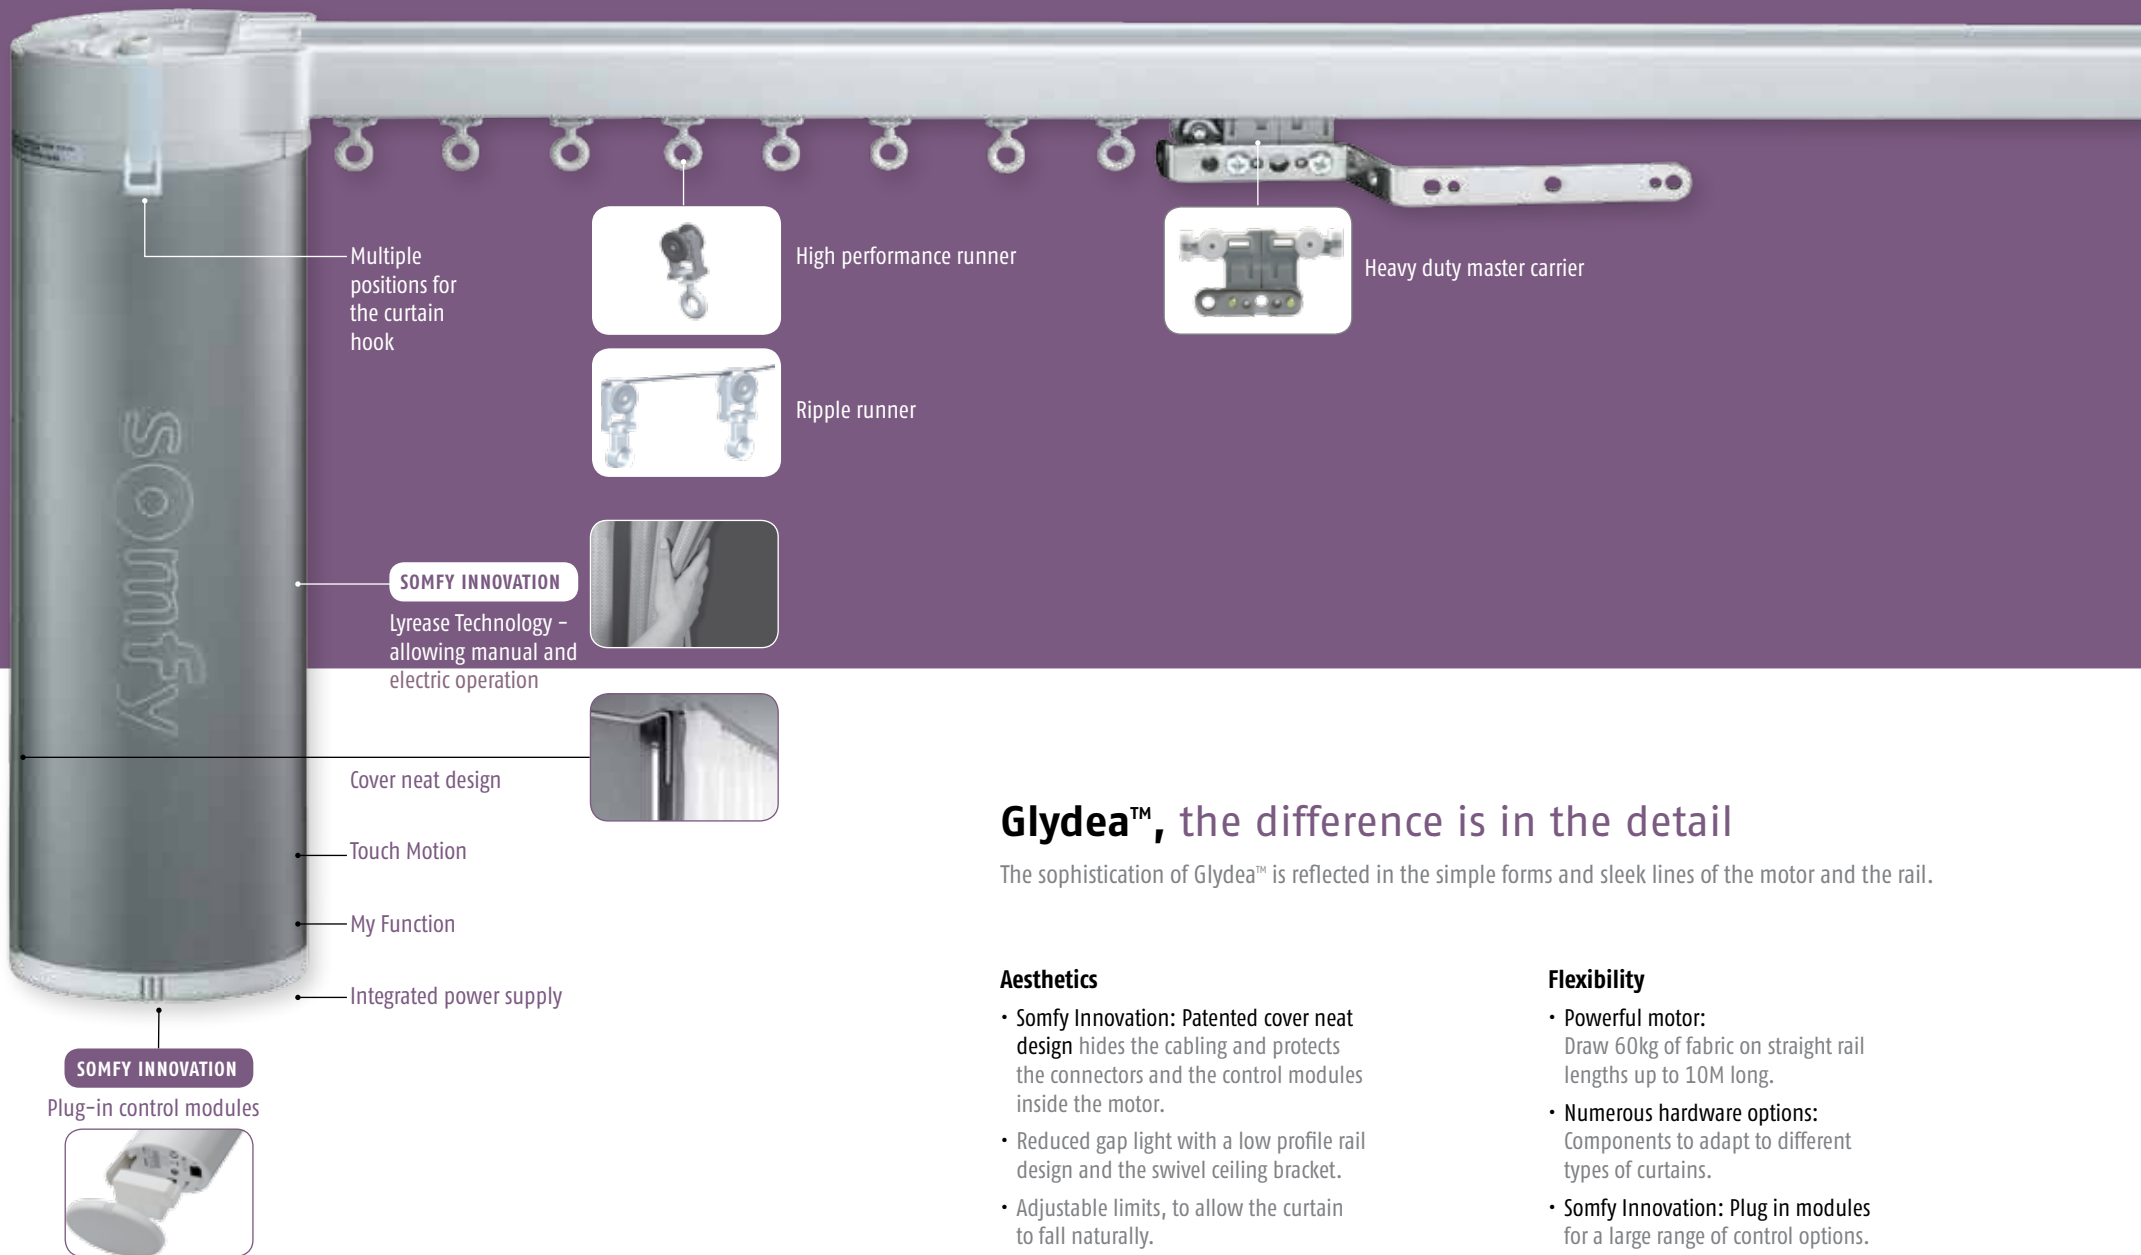 Multiple
positions for
the curtain
hook
High performance runner
Heavy duty master carrier
Ripple runner
somfy
SOMFY INNOVATION
Lyrease Technology –
allowing manual and
electric operation
Cover neat design
Touch Motion
My Function
Integrated power supply
SOMFY INNOVATION
Plug-in control modules
Glydea™, the difference is in the detail
The sophistication of Glydea™ is reflected in the simple forms and sleek lines of the motor and the rail.
Aesthetics
· Somfy Innovation: Patented cover neat
design hides the cabling and protects
the connectors and the control modules
inside the motor.
· Reduced gap light with a low profile rail
design and the swivel ceiling bracket.
· Adjustable limits, to allow the curtain
to fall naturally.
Flexibility
· Powerful motor:
Draw 60kg of fabric on straight rail
lengths up to 10M long.
· Numerous hardware options:
Components to adapt to different
types of curtains.
· Somfy Innovation: Plug in modules
for a large range of control options.